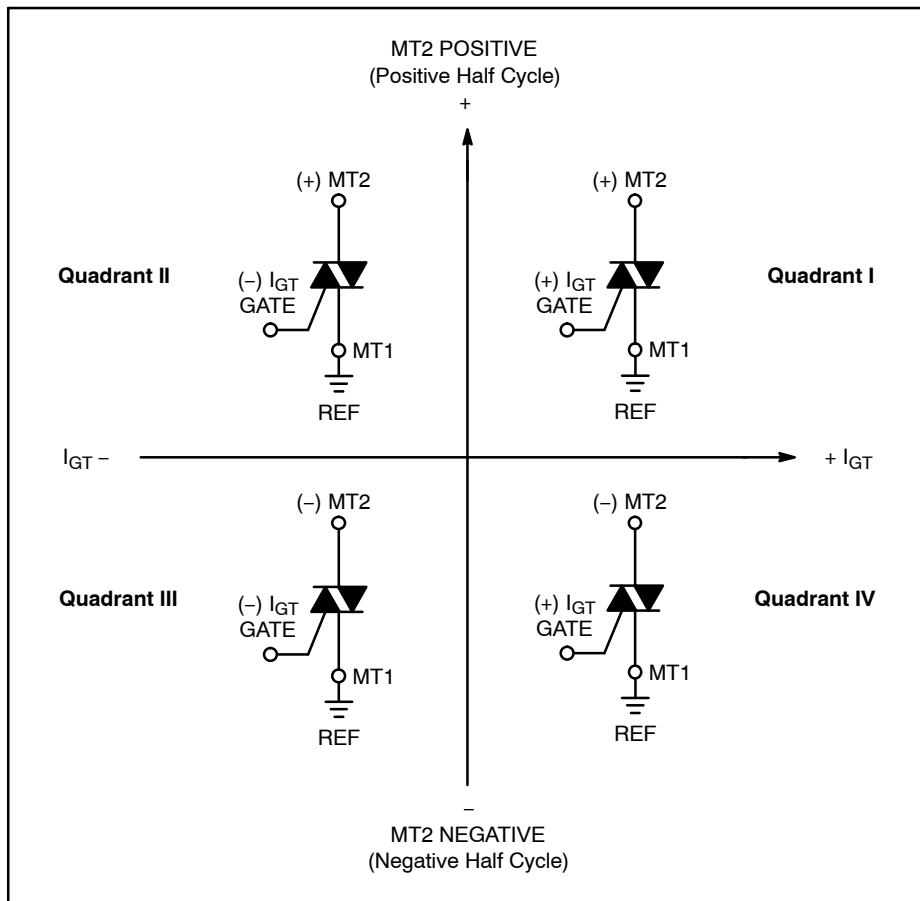 MT2 POSITIVE
(Positive Half Cycle)
+
(+) MT2
(+) MT2
Quadrant II
(−) IGT
GATE
(+) IGT
GATE
Quadrant I
MT1
MT1
REF
REF
IGT −
+ IGT
(−) MT2
(−) MT2
Quadrant III
(−) IGT
GATE
(+) IGT
GATE
Quadrant IV
MT1
MT1
REF
REF
−
MT2 NEGATIVE
(Negative Half Cycle)